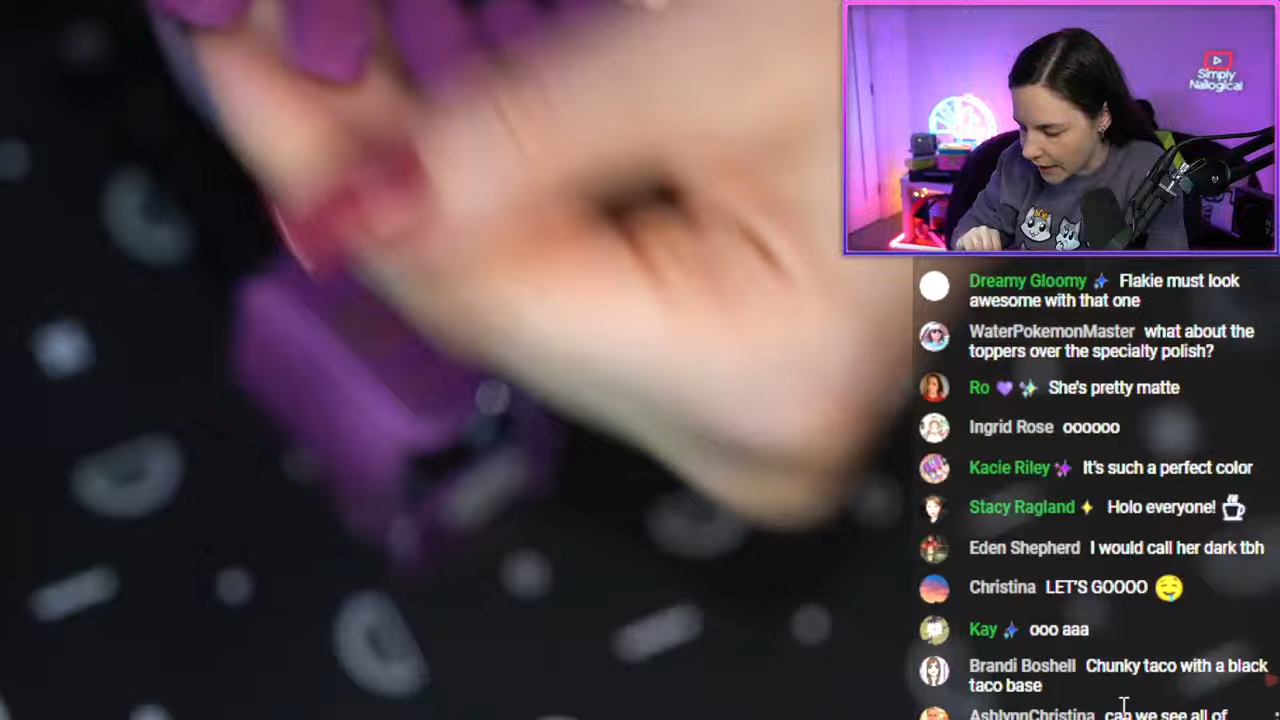 Simply
Nailogical
Dreamy Gloomy Flakie must look
awesome with that one
WaterPokemonMaster what about the
toppers over the specialty polish?
Ro She's pretty matte
Ingrid Rose oooooo
Kacie Riley It's such a perfect color
Stacy Ragland Holo everyone!
Eden Shepherd I would call her dark tbh
Christina LET'S GOOOO
Kay ooo aaa
Brandi Boshell Chunky taco with a black
taco base
AshlynnChristina can we see all of